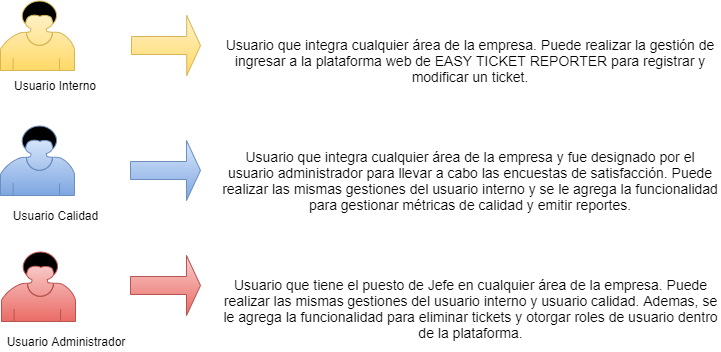 Usuario que integra cualquier área de la empresa. Puede realizar la gestión de
ingresar a la plataforma web de EASY TICKET REPORTER para registrar y
modificar un ticket.
Usuario Interno
Usuario que integra cualquier área de la empresa y fue designado por el
usuario administrador para llevar a cabo las encuestas de satisfacción. Puede
realizar las mismas gestiones del usuario interno y se le agrega la funcionalidad
para gestionar métricas de calidad y emitir reportes.
Usuario Calidad
Usuario que tiene el puesto de Jefe en cualquier área de la empresa. Puede
realizar las mismas gestiones del usuario interno y usuario calidad. Ademas, se
le agrega la funcionalidad para eliminar tickets y otorgar roles de usuario dentro
de la plataforma.
Usuario Administrador